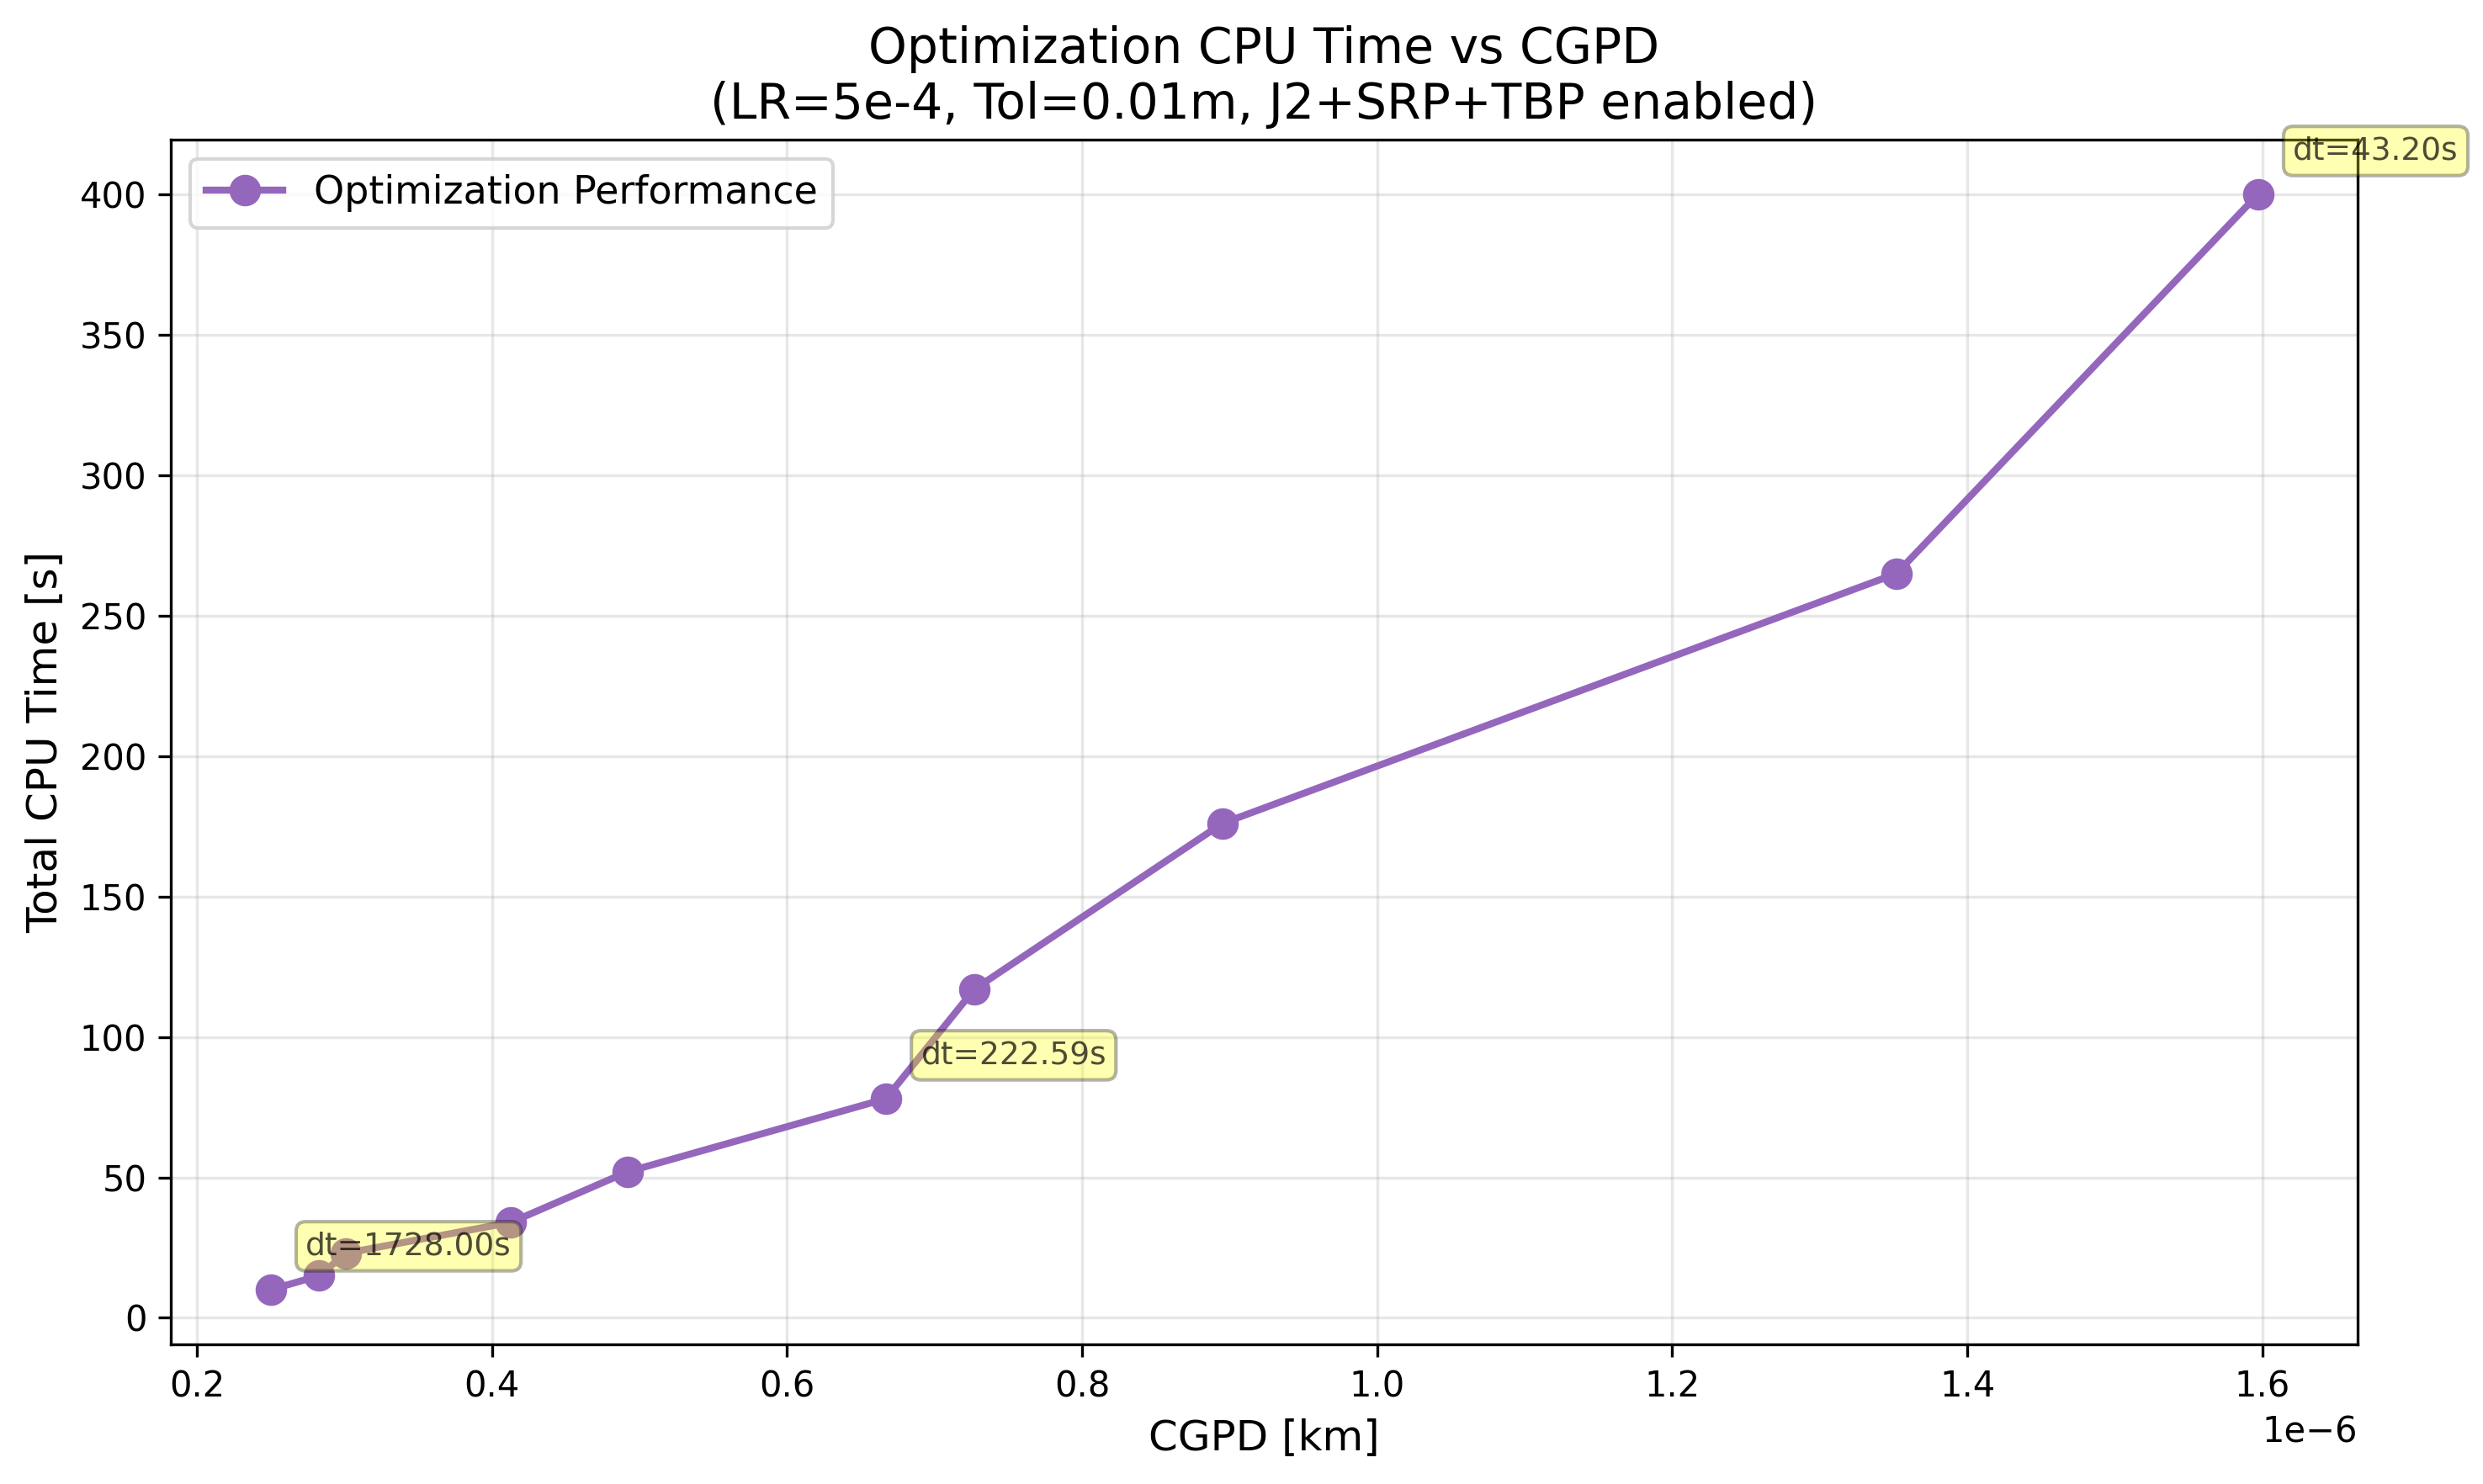 Optimization CPU Time vs CGPD
(LR=5e-4, Tol=0.01m, J2+SRP+TBP enabled)
dt=43.20s
Optimization Performance
400
350
300
250
200
150
100
50
0
Total CPU Time [s]
dt=222.59s
dt=1728.00s
0.2
0.4
0.6
0.8
1.0
1.2
1.4
1.6
1e−6
CGPD [km]